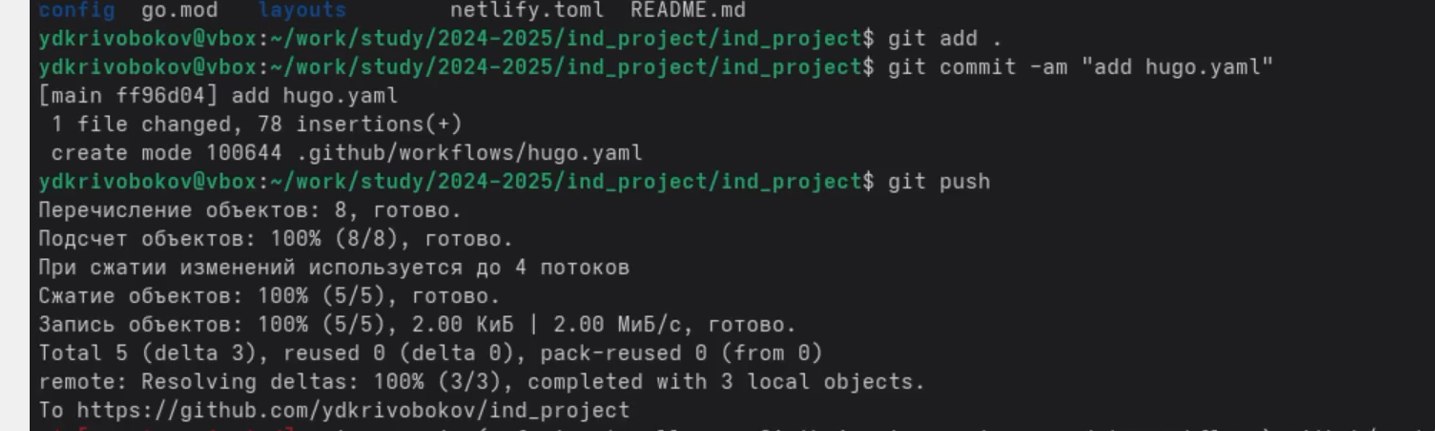 config go.mod layouts netlify.toml README.md
ydkrivobokov@vbox:~/work/study/2024-2025/ind_project/ind_project$ git add .
ydkrivobokov@vbox:~/work/study/2024-2025/ind_project/ind_project$ git commit -am "add hugo.yaml"
[main ff96d04] add hugo.yaml
1 file changed, 78 insertions(+)
create mode 100644 .github/workflows/hugo.yaml
ydkrivobokov@vbox:~/work/study/2024-2025/ind_project/ind_project$ git push
Перечисление объектов: 8, готово.
Подсчет объектов: 100% (8/8), готово.
При сжатии изменений используется до 4 потоков
Сжатие объектов: 100% (5/5), готово.
Запись объектов: 100% (5/5), 2.00 КиБ | 2.00 МиБ/с, готово.
Total 5 (delta 3), reused 0 (delta 0), pack-reused 0 (from 0)
remote: Resolving deltas: 100% (3/3), completed with 3 local objects.
To https://github.com/ydkrivobokov/ind_project